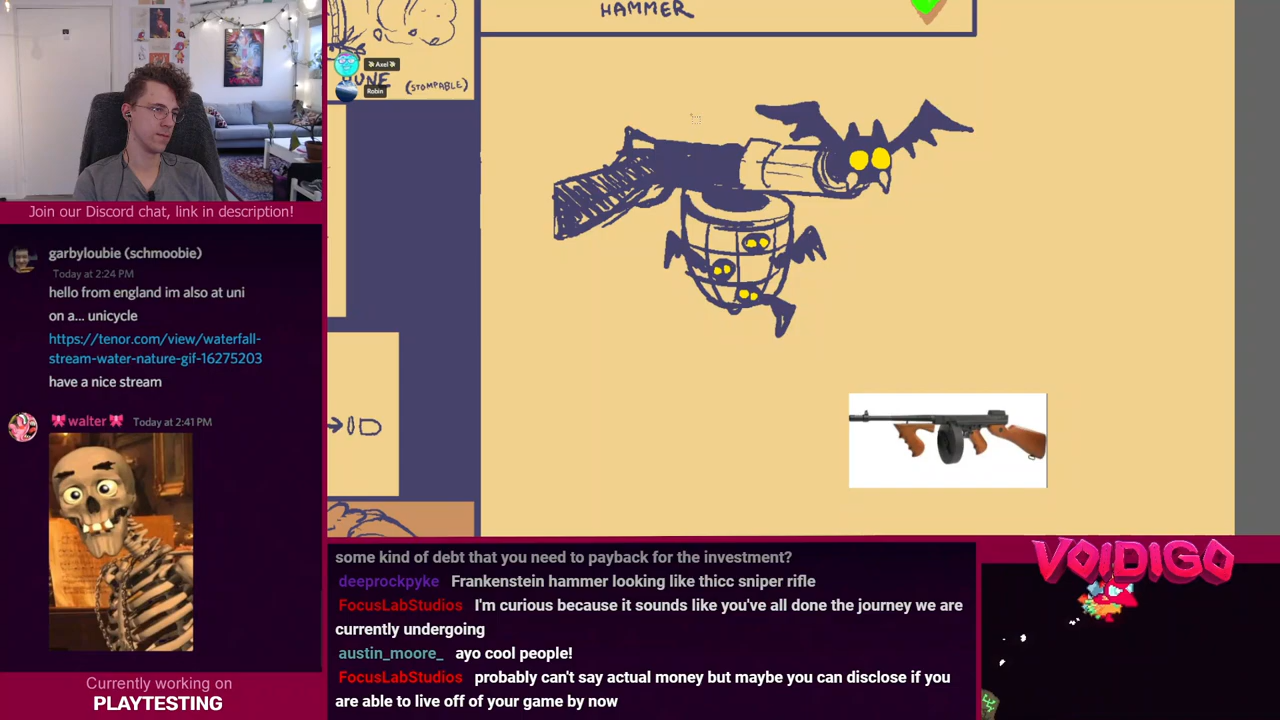 HAMMER
Axel
Robin
RUNE
(STOMPABLE)
Join our Discord chat, link in description!
garbyloubie (schmoobie)
Today at 2:24 PM
hello from england im also at uni
on a... unicycle
https://tenor.com/view/waterfall-
stream-water-nature-gif-16275203
have a nice stream
walter Today at 2:41 PM
Currently working on
PLAYTESTING
some kind of debt that you need to payback for the investment?
deeprockpyke Frankenstein hammer looking like thicc sniper rifle
FocusLabStudios I'm curious because it sounds like you've all done the journey we are
currently undergoing
austin_moore_ ayo cool people!
FocusLabStudios probably can't say actual money but maybe you can disclose if you
are able to live off of your game by now
VOIDIGO